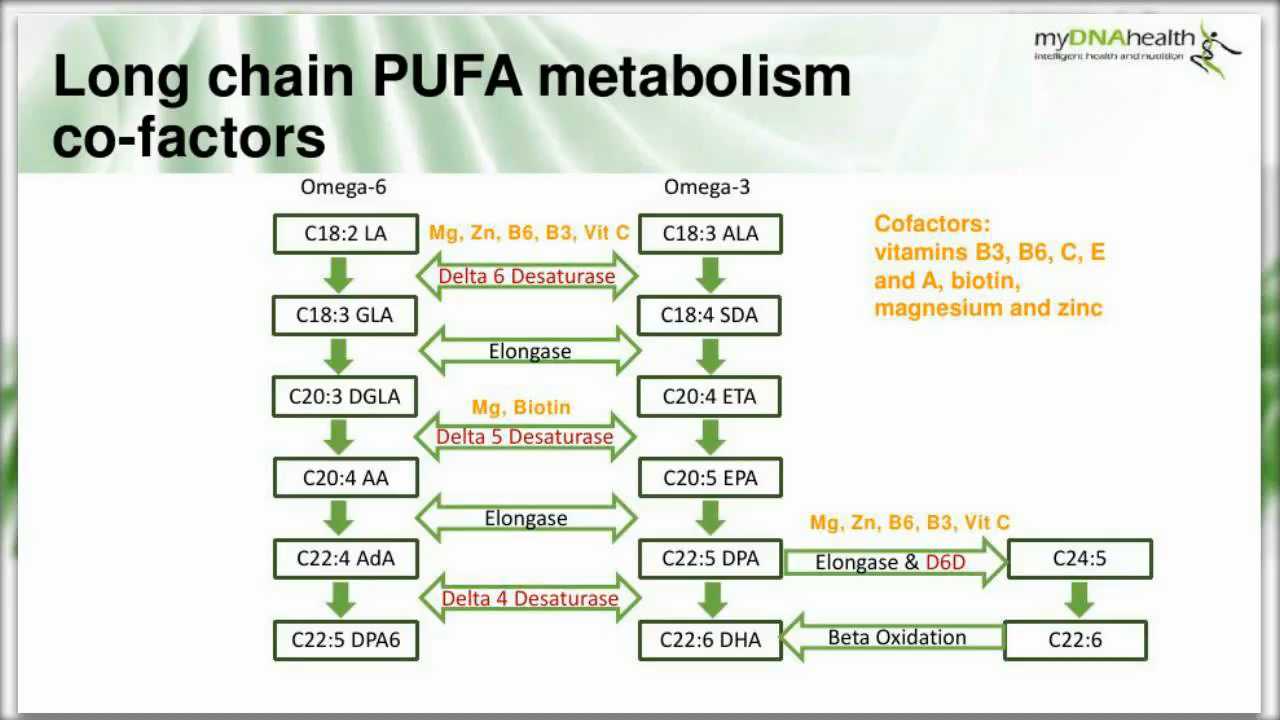 myDNAhealth
intelligent health and nutrition
Long chain PUFA metabolism
co-factors
Omega-6
Omega-3
C18:2 LA
Mg, Zn, B6, B3, Vit C
C18:3 ALA
Cofactors:
vitamins B3, B6, C, E
and A, biotin,
magnesium and zinc
Delta 6 Desaturase
C18:3 GLA
C18:4 SDA
Elongase
C20:3 DGLA
C20:4 ETA
Mg, Biotin
Delta 5 Desaturase
C20:4 AA
C20:5 EPA
Elongase
Mg, Zn, B6, B3, Vit C
C22:4 AdA
C22:5 DPA
Elongase & D6D
C24:5
Delta 4 Desaturase
C22:5 DPA6
C22:6 DHA
Beta Oxidation
C22:6